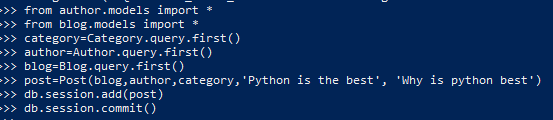 >>> from author.models import *
>>> from blog.models import *
>>> category=Category.query.first()
>>> author=Author.query.first()
>>> blog=Blog.query.first()
>>> post=Post(blog,author,category,'Python is the best', 'Why is python best')
>>> db.session.add(post)
>>> db.session.commit()